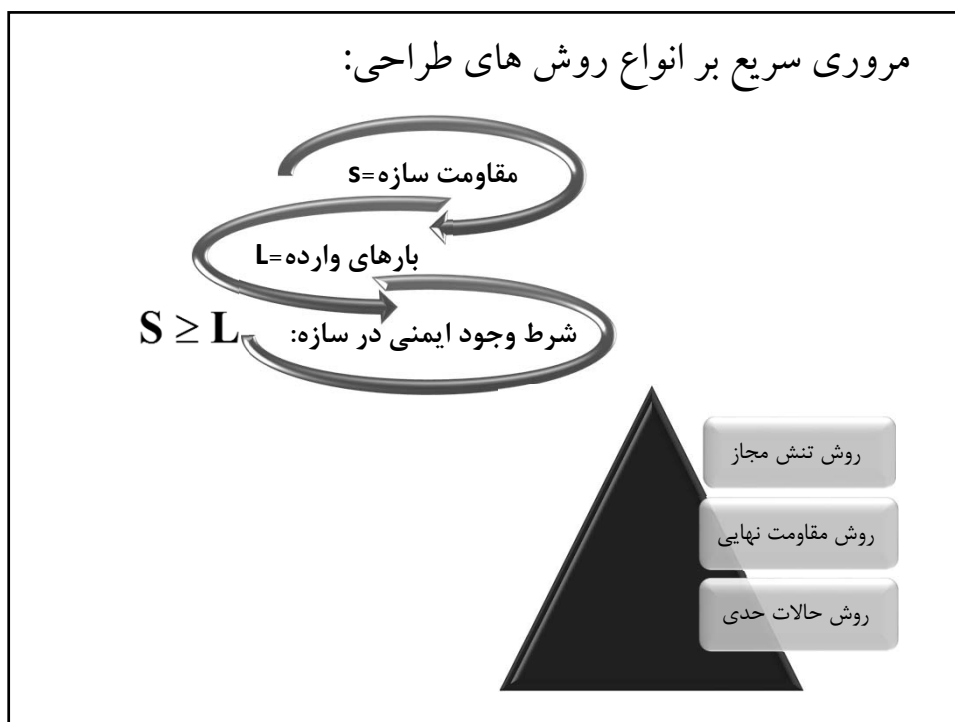 مروری سریع بر انواع روش های طراحی:
مقاومت سازه=s
بارهای وارده=L
شرط وجود ایمنی در سازه: S ≥ L
روش تنش مجاز
روش مقاومت نهایی
روش حالات حدی